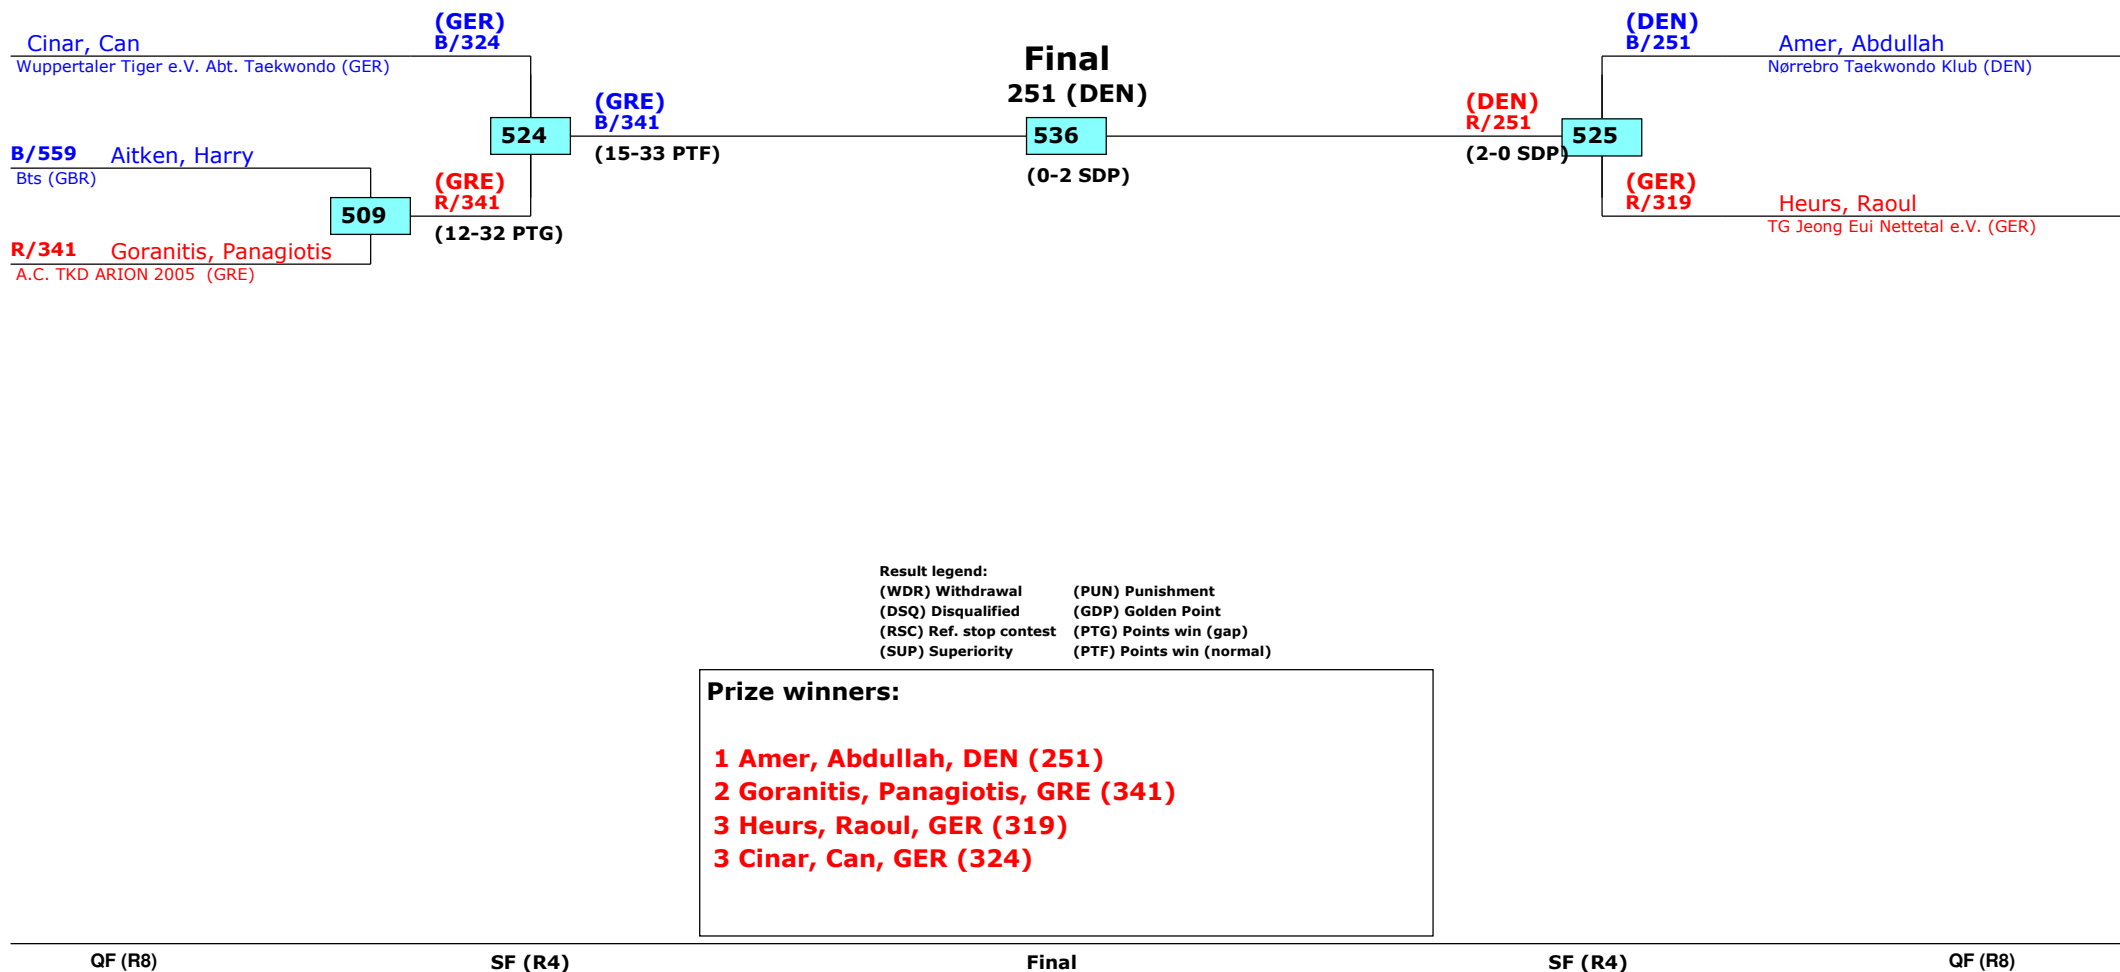 Cinar, Can
Wuppertaler Tiger e.V. Abt. Taekwondo (GER)
(GER)
B/324
B/559 Aitken, Harry
Bts (GBR)
R/341 Goranitis, Panagiotis
A.C. TKD ARION 2005 (GRE)
509
(GRE)
R/341
(12-32 PTG)
524
(GRE)
B/341
(15-33 PTF)
Final
251 (DEN)
536
(0-2 SDP)
(DEN)
R/251
(2-0 SDP)
525
(DEN)
B/251
Amer, Abdullah
Nørrebro Taekwondo Klub (DEN)
(GER)
R/319
Heurs, Raoul
TG Jeong Eui Nettetal e.V. (GER)
Result legend:
(WDR) Withdrawal (PUN) Punishment
(DSQ) Disqualified (GDP) Golden Point
(RSC) Ref. stop contest (PTG) Points win (gap)
(SUP) Superiority (PTF) Points win (normal)
Prize winners:
1 Amer, Abdullah, DEN (251)
2 Goranitis, Panagiotis, GRE (341)
3 Heurs, Raoul, GER (319)
3 Cinar, Can, GER (324)
QF (R8) SF (R4) Final SF (R4) QF (R8)